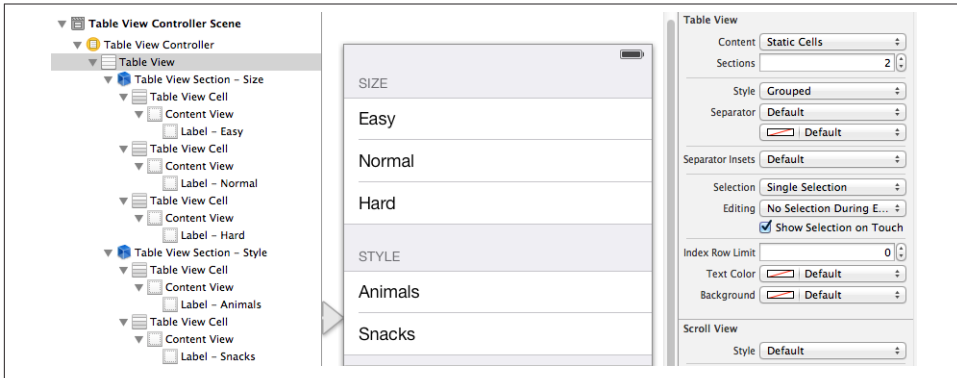 Table View Controller Scene
Table View Controller
Table View
Table View Section – Size
Table View Cell
Content View
Label – Easy
Table View Cell
Content View
Label – Normal
Table View Cell
Content View
Label – Hard
Table View Section – Style
Table View Cell
Content View
Label – Animals
Table View Cell
Content View
Label – Snacks
SIZE
Easy
Normal
Hard
STYLE
Animals
Snacks
Table View
Content Static Cells
Sections 2
Style Grouped
Separator Default
Default
Separator Insets Default
Selection Single Selection
Editing No Selection During E...
Show Selection on Touch
Index Row Limit 0
Text Color Default
Background Default
Scroll View
Style Default